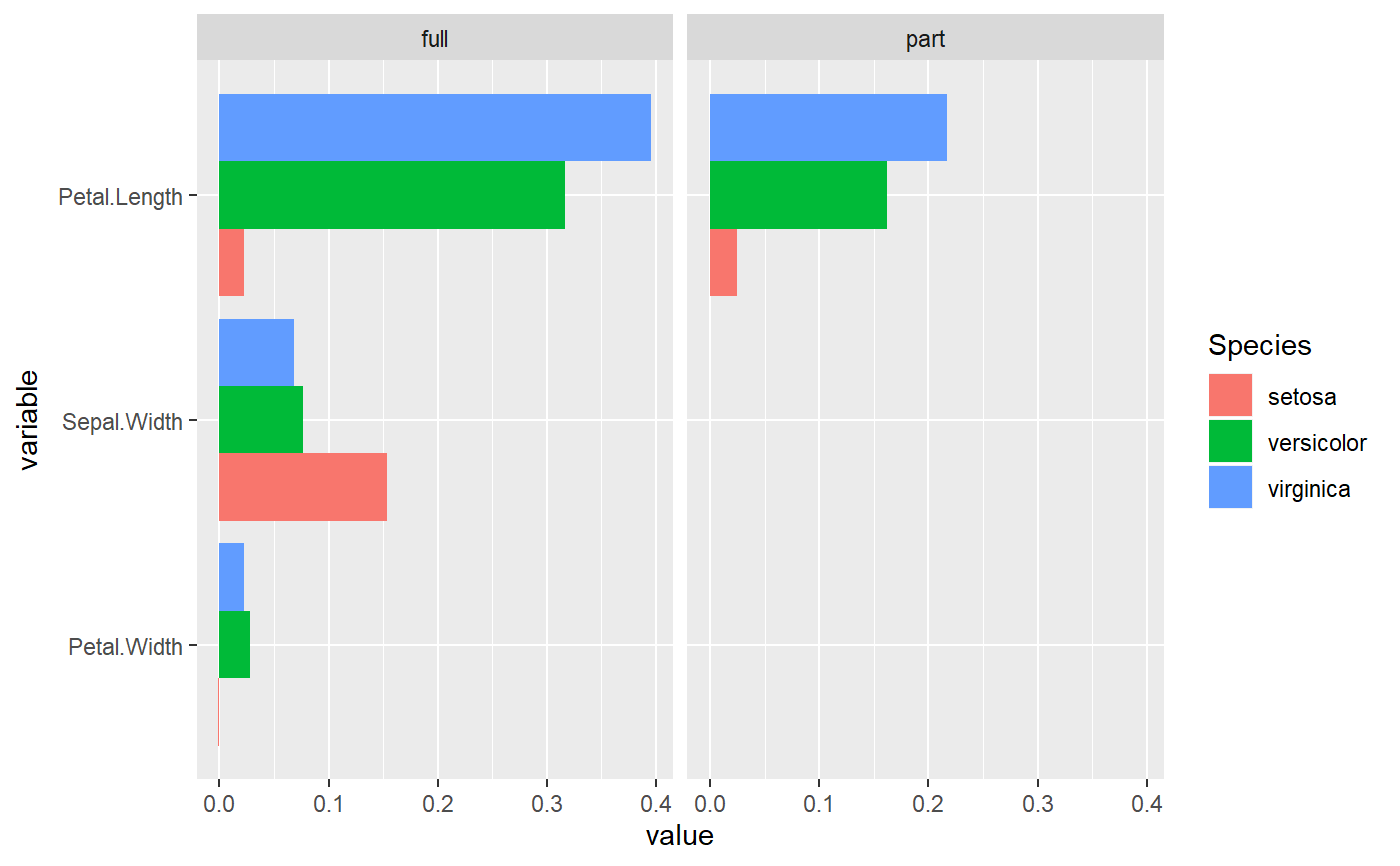 full
part
Petal.Length
Sepal.Width
Petal.Width
variable
0.0 0.1 0.2 0.3 0.4
0.0 0.1 0.2 0.3 0.4
value
Species
setosa
versicolor
virginica